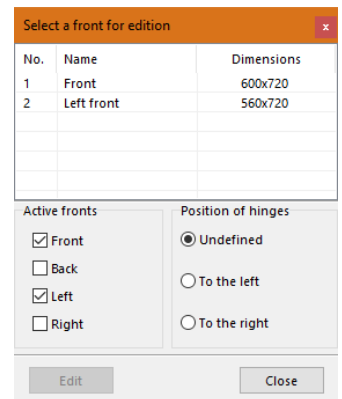 Select a front for edition x
No. Name Dimensions
1 Front 600x720
2 Left front 560x720
Active fronts Position of hinges
Front Undefined
Back
To the left
Left
Right To the right
Edit Close